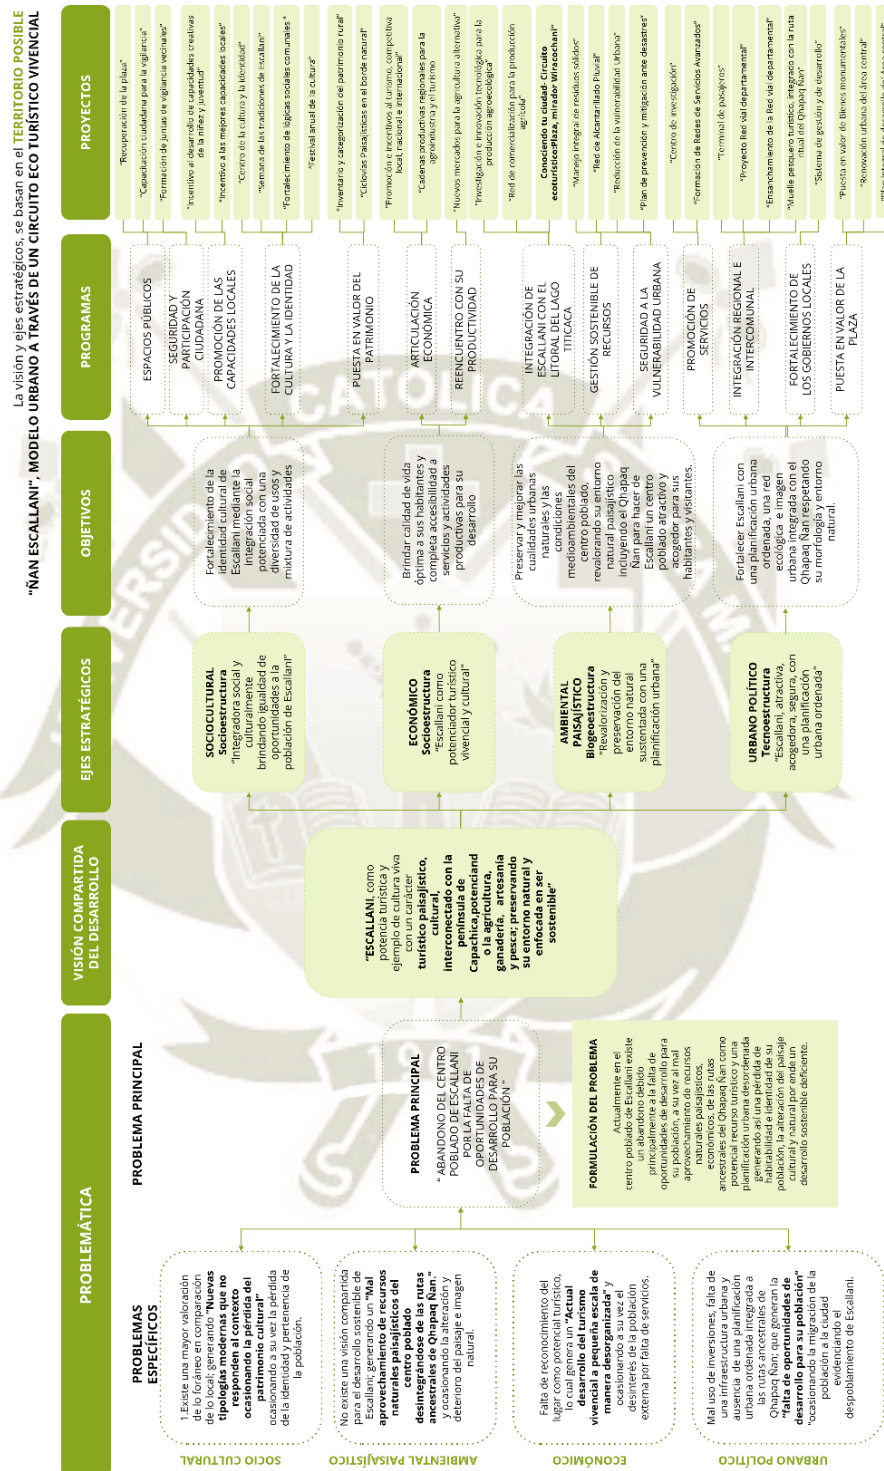 La visión y ejes estratégicos, se basan en el TERRITORIO POSIBLE
“ÑAN ESCALLANI”, MODELO URBANO A TRAVÉS DE UN CIRCUITO ECO TURÍSTICO VIVENCIAL
PROBLEMÁTICA
VISIÓN COMPARTIDA
DEL DESARROLLO
EJES ESTRATÉGICOS
OBJETIVOS
PROGRAMAS
PROYECTOS
PROBLEMAS
ESPECÍFICOS
PROBLEMA PRINCIPAL
SOCIO CULTURAL
1.Existe una mayor valoración
de lo foráneo en comparación
de lo local; generando “Nuevas
tipologías modernas que no
responden al contexto
ocasionando la pérdida del
patrimonio cultural”
ocasionando a su vez la pérdida
de la identidad y pertenencia de
la población.
AMBIENTAL PAISAJÍSTICO
No existe una visión compartida
para el desarrollo sostenible de
Escallani; generando un “Mal
aprovechamiento de recursos
naturales paisajísticos del
centro poblado
desintegrándose de las rutas
ancestrales de Qhapaq Ñan.”
y ocasionando la alteración y
deterioro del paisaje e imagen
natural.
ECONÓMICO
Falta de reconocimiento del
lugar como potencial turístico,
lo cual genera un “Actual
desarrollo del turismo
vivencial a pequeña escala de
manera desorganizada” y
ocasionando a su vez el
desinterés de la población
externa por falta de servicios.
URBANO POLÍTICO
Mal uso de inversiones, falta de
una infraestructura urbana y
ausencia de una planificación
urbana ordenada integrada a
las rutas ancestrales de
Qhapaq Ñan; que generan la
“falta de oportunidades de
desarrollo para su población”
"ocasionando la migración de la
población a la ciudad
evidenciando el
despoblamiento de Escallani.
PROBLEMA PRINCIPAL
“ ABANDONO DEL CENTRO
POBLADO DE ESCALLANI
POR LA FALTA DE
OPORTUNIDADES DE
DESARROLLO PARA SU
POBLACIÓN ”
FORMULACIÓN DEL PROBLEMA
Actualmente en el
centro poblado de Escallani existe
un abandono debido
principalmente a la falta de
oportunidades de desarrollo para
su población, a su vez al mal
aprovechamiento de recursos
naturales paisajísticos,
económicos, de las rutas
ancestrales del Qhapaq Ñan como
potencial recurso turístico y una
planificación urbana desordenada
generando así una pérdida de
habitabilidad e identidad de su
población, la alteración del paisaje
cultural y natural por ende un
desarrollo sostenible deficiente.
“ESCALLANI, como
potencia turística y
ejemplo de cultura viva
con un carácter
turístico paisajístico,
cultural,
interconectado con la
península de
Capachica,potenciand
o la agricultura,
ganadería, artesanía
y pesca; preservando
su entorno natural y
enfocada en ser
sostenible”
SOCIOCULTURAL
Socioestructura
“Integradora social y
culturalmente
brindando igualdad de
oportunidades a la
población de Escallani”
ECONÓMICO
Socioestructura
“Escallani como
potenciador turístico
vivencial y cultural”
AMBIENTAL
PAISAJÍSTICO
Biogeoestructura
“Revalorización y
preservación del
entorno natural
sustentada con una
planificación urbana”
URBANO POLÍTICO
Tecnoestructura
“Escallani, atractiva,
acogedora, segura, con
una planificación
urbana ordenada”
Fortalecimiento de la
identidad cultural de
Escallani mediante la
integración social
potenciada con una
diversidad de usos y
mixtura de actividades
Brindar calidad de vida
óptima a sus habitantes y
completa accesibilidad a
servicios y actividades
productivas para su
desarrollo
Preservar y mejorar las
cualidades urbanas
naturales y las
condiciones
medioambientales del
centro poblado,
revalorando su entorno
natural paisajístico
incluyendo el Qhapaq
Ñan para hacer de
Escallani un centro
poblado atractivo y
acogedor para sus
habitantes y visitantes.
Fortalecer Escallani con
una planificación urbana
ordenada, una red
ecológica e imagen
urbana integrada con el
Qhapaq Ñan respetando
su morfología y entorno
natural.
ESPACIOS PÚBLICOS
SEGURIDAD Y
PARTICIPACIÓN
CIUDADANA
PROMOCIÓN DE LAS
CAPACIDADES LOCALES
FORTALECIMIENTO DE LA
CULTURA Y LA IDENTIDAD
PUESTA EN VALOR DEL
PATRIMONIO
ARTICULACIÓN
ECONÓMICA
REENCUENTRO CON SU
PRODUCTIVIDAD
INTEGRACIÓN DE
ESCALLANI CON EL
LITORAL DEL LAGO
TITICACA
GESTIÓN SOSTENIBLE DE
RECURSOS
SEGURIDAD A LA
VULNERABILIDAD URBANA
PROMOCIÓN DE
SERVICIOS
INTEGRACIÓN REGIONAL E
INTERCOMUNAL
FORTALECIMIENTO DE
LOS GOBIERNOS LOCALES
PUESTA EN VALOR DE LA
PLAZA
“Recuperación de la plaza”
“Capacitación ciudadana para la vigilancia”
“Formación de juntas de vigilancia vecinales”
“Incentivo al desarrollo de capacidades creativas
de la niñez y juventud”
“Incentivo a las mejores capacidades locales”
“Centro de la cultura y la identidad”
“Semana de las tradiciones de Escallani”
“Fortalecimiento de lógicas sociales comunales ”
“Festival anual de la cultura”
“Inventario y categorización del patrimonio rural”
“Ciclovías Paisajísticas en el borde natural”
“Promoción e Incentivos al turismo, competitiva
local, nacional e internacional”
“Cadenas productivas regionales para la
agroindustria y el turismo
“Nuevos mercados para la agricultura alternativa”
“Investigación e innovación tecnológica para la
producción agroecológica”
“Red de comercialización para la producción
agrícola”
Conociendo tu ciudad- Circuito
ecoturístico:Plaza, mirador Wiracochani”
“Manejo integral de residuos sólidos”
“Red de Alcantarillado Pluvial”
“Reducción de la vulnerabilidad Urbana”
“Plan de prevención y mitigación ante desastres”
“Centro de investigación”
“Formación de Redes de Servicios Avanzados”
“Terminal de pasajeros”
“Proyecto Red vial departamental”
“Ensanchamiento de la Red vial departamental”
“Muelle pesquero turístico, integrado con la ruta
ritual del Qhapaq Ñan”
“Sistema de gestión y de desarrollo”
“Puesta en valor de Bienes monumentales”
“Renovación urbana del área central”
CATOLICA